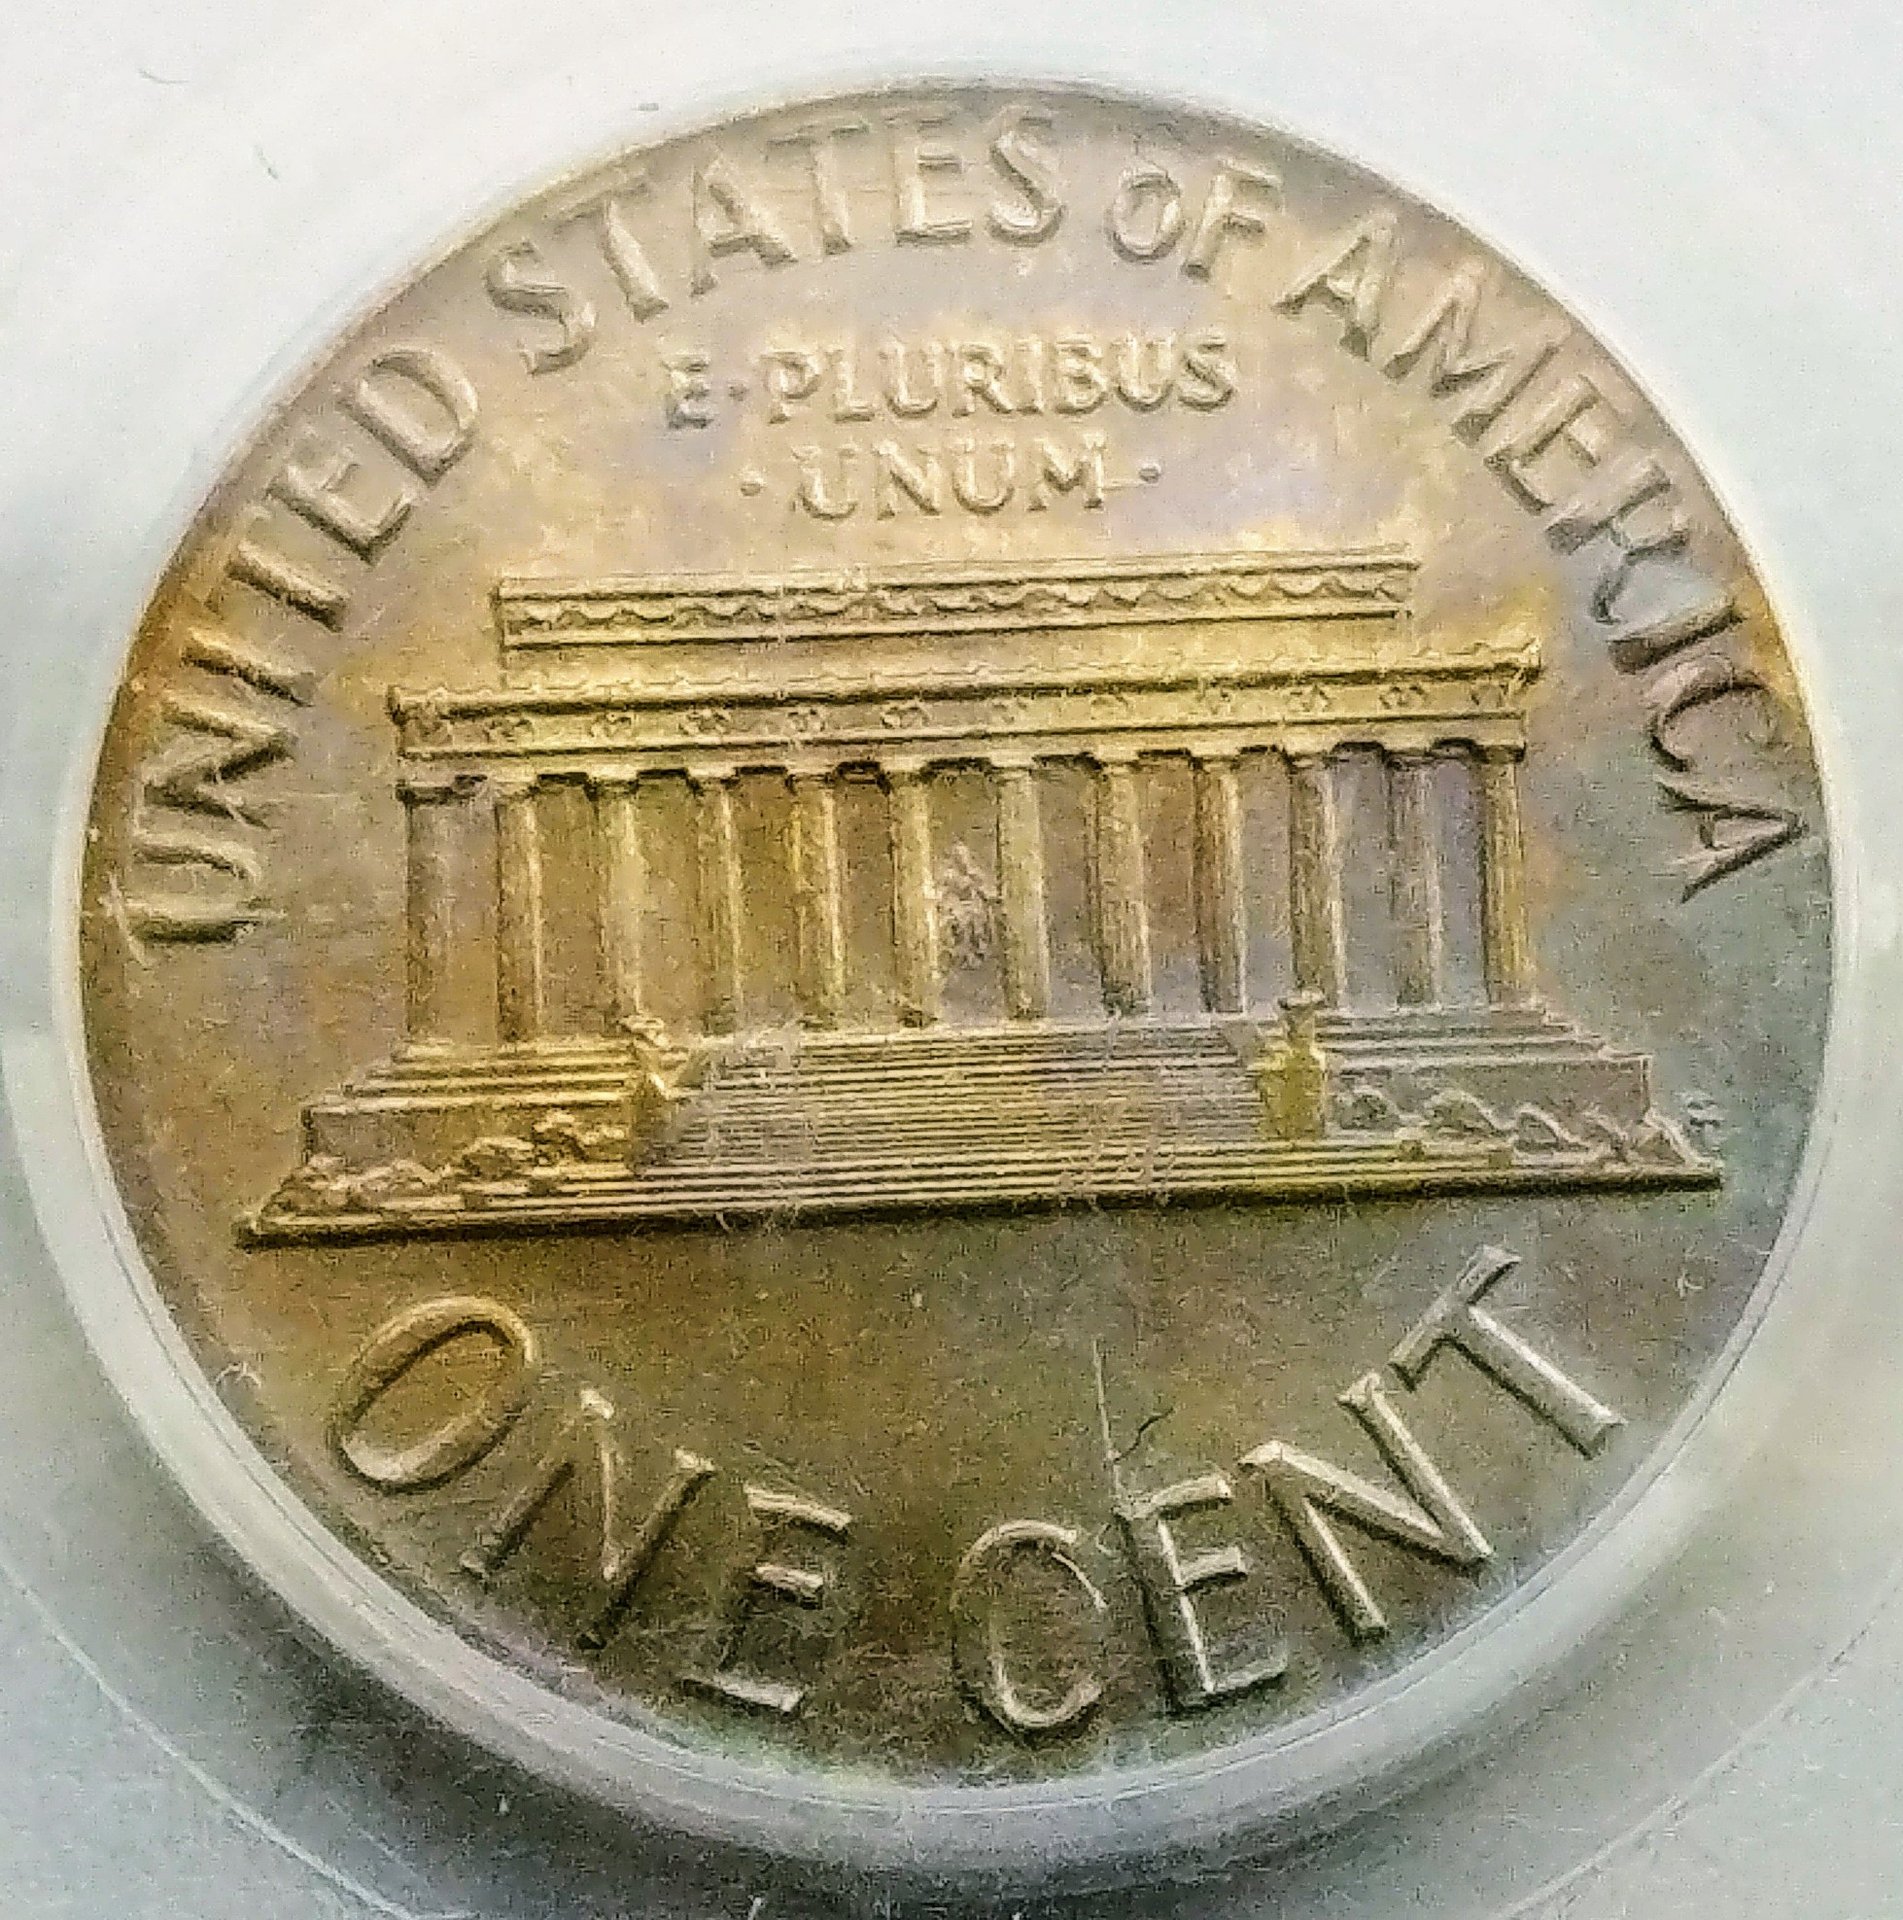 UNITED STATES OF AMERICA
E·PLURIBUS
·UNUM·
ONE CENT